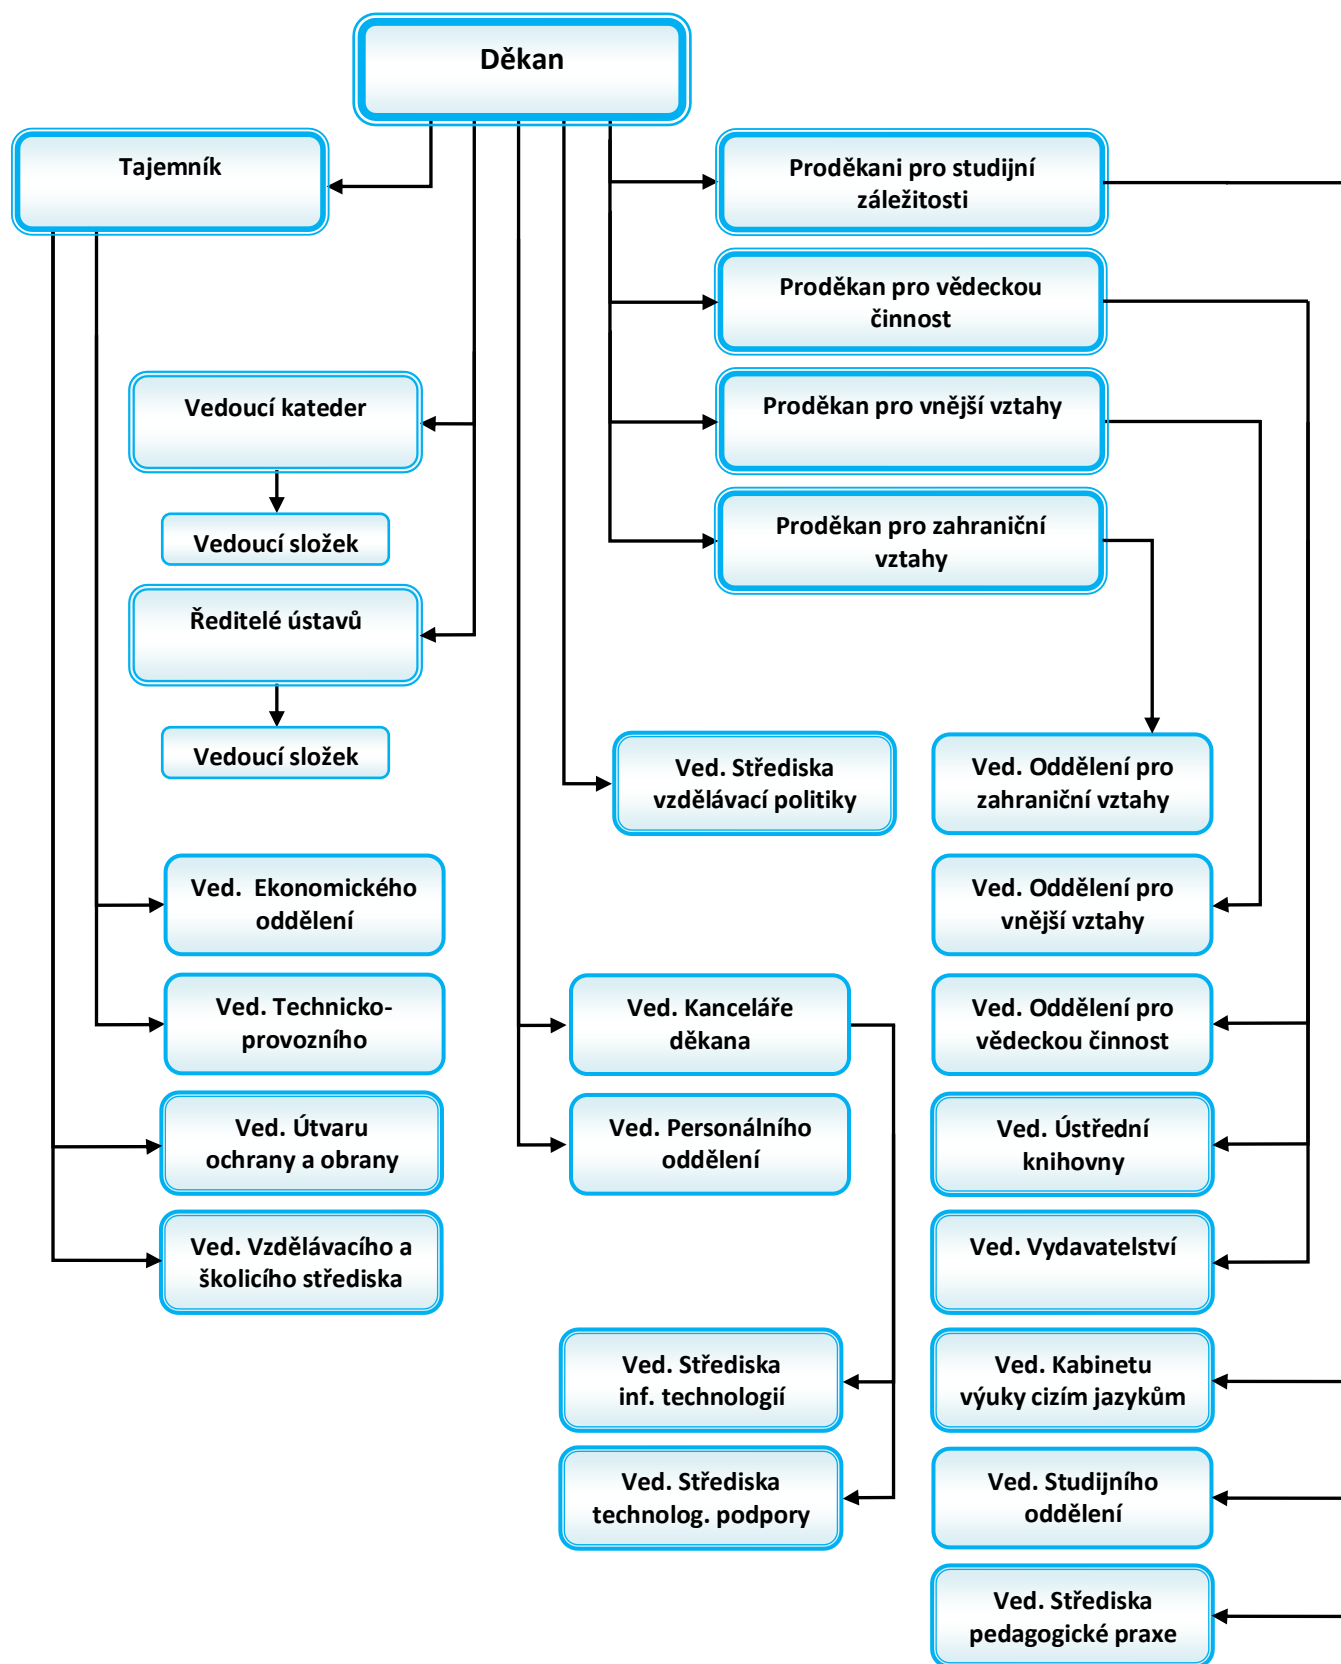 Děkan
Tajemník
Proděkani pro studijní
záležitosti
Proděkan pro vědeckou
činnost
Vedoucí kateder
Proděkan pro vnější vztahy
Vedoucí složek
Proděkan pro zahraniční
vztahy
Ředitelé ústavů
Vedoucí složek
Ved. Střediska
vzdělávací politiky
Ved. Oddělení pro
zahraniční vztahy
Ved.  Ekonomického
oddělení
Ved. Oddělení pro
vnější vztahy
Ved. Technicko-
provozního
Ved. Kanceláře
děkana
Ved. Oddělení pro
vědeckou činnost
Ved. Útvaru
ochrany a obrany
Ved. Personálního
oddělení
Ved. Ústřední
knihovny
Ved. Vzdělávacího a
školicího střediska
Ved. Vydavatelství
Ved. Střediska
inf. technologií
Ved. Kabinetu
výuky cizím jazykům
Ved. Střediska
technolog. podpory
Ved. Studijního
oddělení
Ved. Střediska
pedagogické praxe